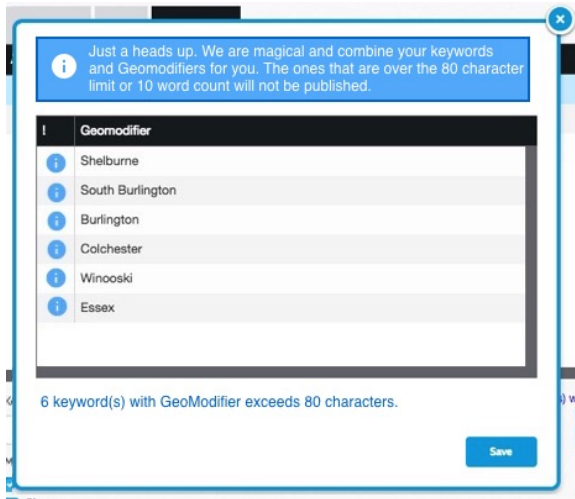 Just a heads up. We are magical and combine your keywords
and Geomodifiers for you. The ones that are over the 80 character
limit or 10 word count will not be published.
! Geomodifier
Shelburne
South Burlington
Burlington
Colchester
Winooski
Essex
6 keyword(s) with GeoModifier exceeds 80 characters.
Save